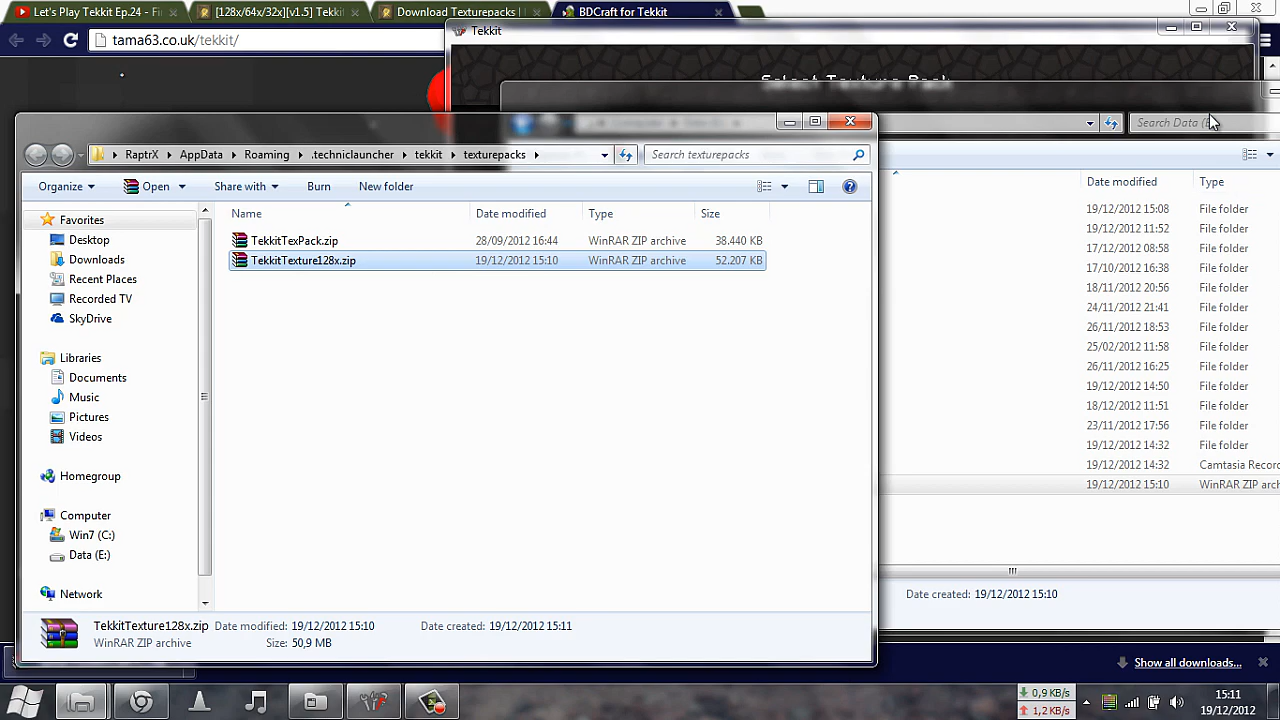 Let's Play Tekkit Ep.24 - Fi
[128x/64x/32x][v1.5] Tekkit
Download Texturepacks
BDCraft for Tekkit
tama63.co.uk/tekkit/
Tekkit
Select Texture Pack
Search Data (E:)
RaptrX
AppData
Roaming
.techniclauncher
tekkit
texturepacks
Search texturepacks
Organize
Open
Share with
Burn
New folder
Name
Date modified
Type
Size
TekkitTexPack.zip
28/09/2012 16:44
WinRAR ZIP archive
38.440 KB
TekkitTexture128x.zip
19/12/2012 15:10
WinRAR ZIP archive
52.207 KB
Favorites
Desktop
Downloads
Recent Places
Recorded TV
SkyDrive
Libraries
Documents
Music
Pictures
Videos
Homegroup
Computer
Win7 (C:)
Data (E:)
Network
Date modified
Type
19/12/2012 15:08
File folder
19/12/2012 11:52
File folder
17/12/2012 08:58
File folder
17/10/2012 16:38
File folder
18/11/2012 20:56
File folder
24/11/2012 21:41
File folder
26/11/2012 18:53
File folder
25/02/2012 11:58
File folder
26/11/2012 16:25
File folder
19/12/2012 14:50
File folder
18/12/2012 11:51
File folder
23/11/2012 17:56
File folder
19/12/2012 14:32
File folder
19/12/2012 14:32
Camtasia Record
19/12/2012 15:10
WinRAR ZIP arch
Date created: 19/12/2012 15:10
TekkitTexture128x.zip
Date modified: 19/12/2012 15:10
Date created: 19/12/2012 15:11
WinRAR ZIP archive
Size: 50,9 MB
Show all downloads...
0,9 KB/s
1,2 KB/s
15:11
19/12/2012